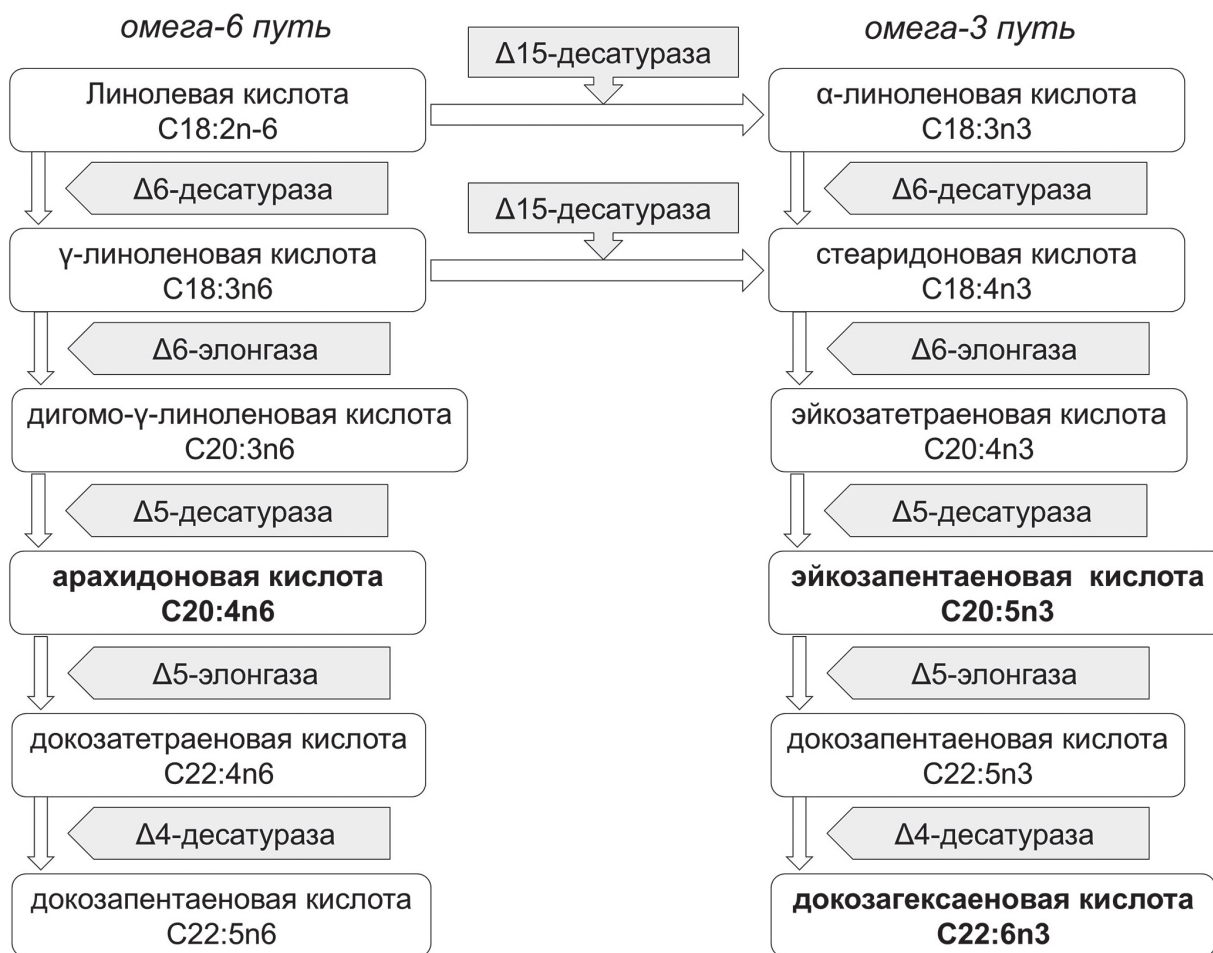 омега-6 путь
омега-3 путь
Δ15-десатураза
Линолевая кислота
C18:2n-6
α-линоленовая кислота
C18:3n3
Δ6-десатураза
Δ6-десатураза
Δ15-десатураза
γ-линоленовая кислота
C18:3n6
стеаридоновая кислота
C18:4n3
Δ6-элонгаза
Δ6-элонгаза
дигомо-γ-линоленовая кислота
C20:3n6
эйкозатетраеновая кислота
C20:4n3
Δ5-десатураза
Δ5-десатураза
арахидоновая кислота
C20:4n6
эйкозапентаеновая кислота
C20:5n3
Δ5-элонгаза
Δ5-элонгаза
докозатетраеновая кислота
C22:4n6
докозапентаеновая кислота
C22:5n3
Δ4-десатураза
Δ4-десатураза
докозапентаеновая кислота
C22:5n6
докозагексаеновая кислота
C22:6n3